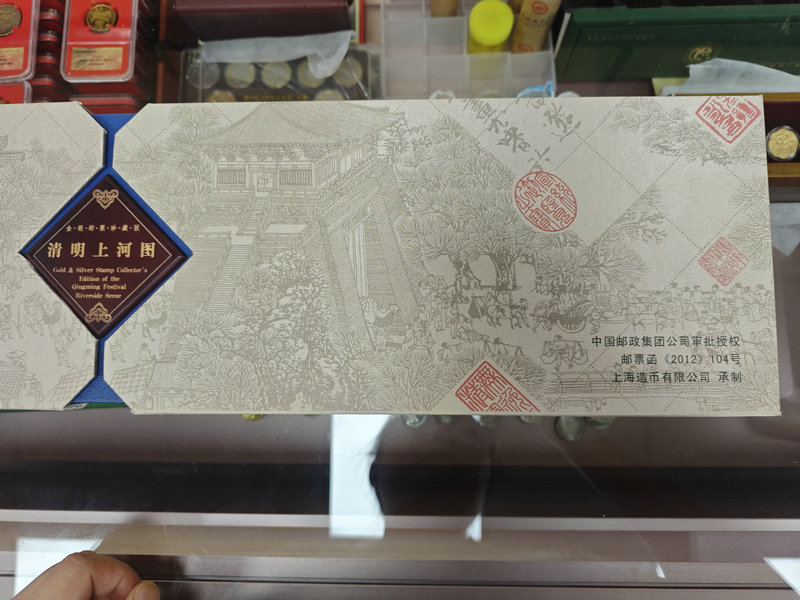 金·银·邮·票·珍·藏·版
清明上河图
Gold & Silver Stamp Collector's
Edition of the
Qingming Festival
Riverside Scene
中国邮政集团公司审批授权
邮票函《2012》104号
上海造币有限公司 承制